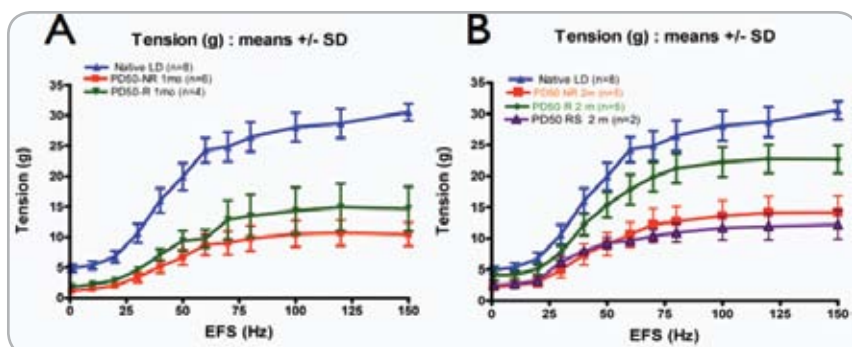 A
Tension (g) : means +/- SD
Native LD (n=6)
PD50-NR 1mo (n=6)
PD50-R 1mo (n=4)
Tension (g)
35
30
25
20
15
10
5
0
0 25 50 75 100 125 150
EFS (Hz)
B
Tension (g) : means +/- SD
Native LD (n=6)
PD50 NR 2m (n=5)
PD50 R 2 m (n=5)
PD50 RS 2 m (n=2)
Tension (g)
35
30
25
20
15
10
5
0
0 25 50 75 100 125 150
EFS (Hz)